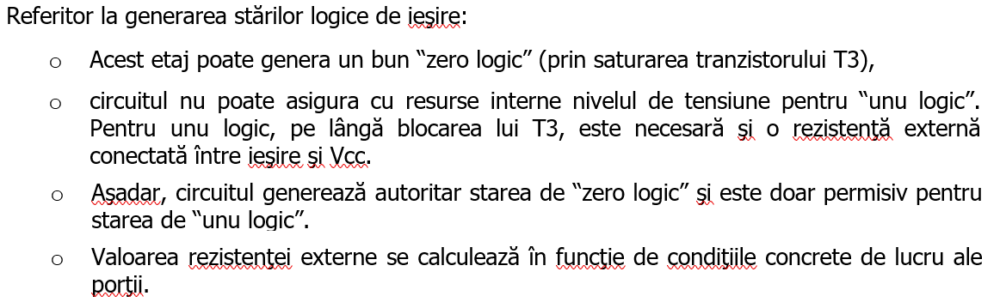 Referitor la generarea stărilor logice de ieşire:
o Acest etaj poate genera un bun “zero logic” (prin saturarea tranzistorului T3),
o circuitul nu poate asigura cu resurse interne nivelul de tensiune pentru “unu logic”.
Pentru unu logic, pe lângă blocarea lui T3, este necesară şi o rezistenţă externă
conectată între ieşire şi Vcc.
o Aşadar, circuitul generează autoritar starea de “zero logic” şi este doar permisiv pentru
starea de “unu logic”.
o Valoarea rezistenţei externe se calculează în funcţie de condiţiile concrete de lucru ale
porţii.